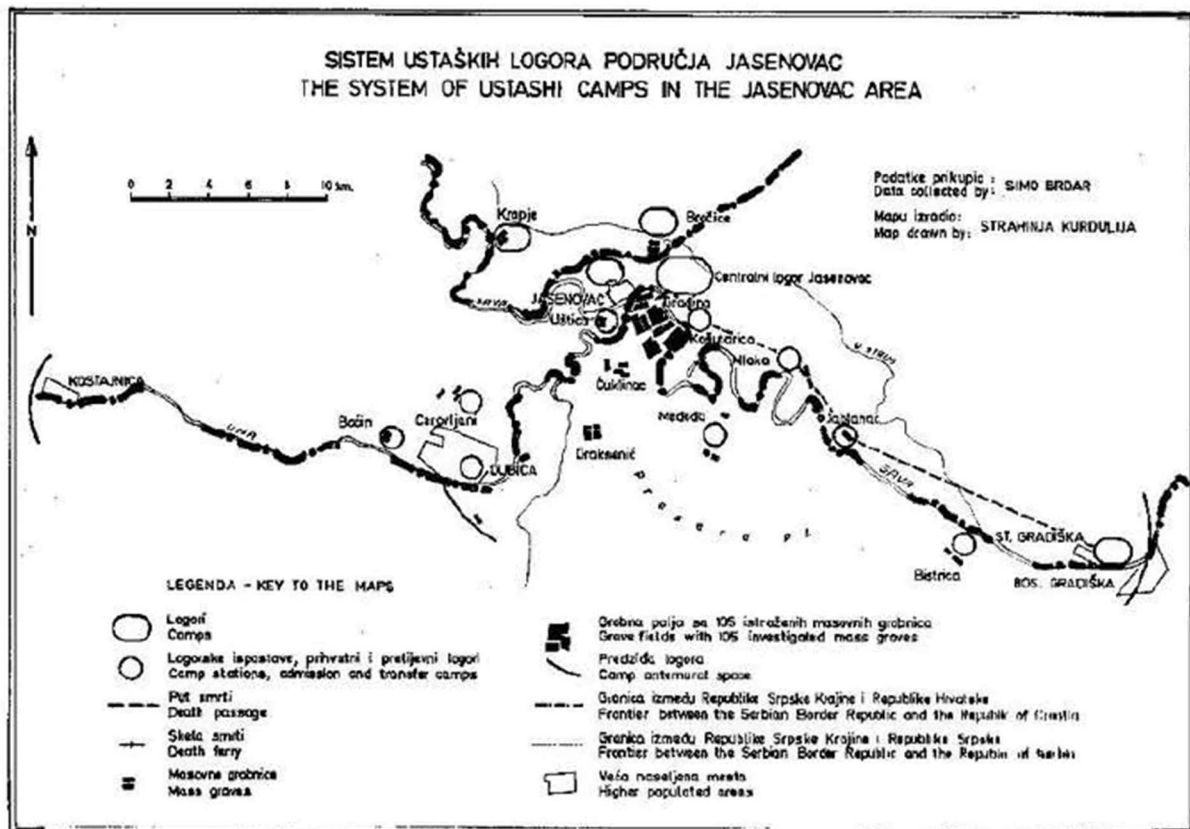 SISTEM USTAŠKIH LOGORA PODRUČJA JASENOVAC
THE SYSTEM OF USTASHI CAMPS IN THE JASENOVAC AREA
0 2 4 6 8 10 km.
N
Podatke prikupio:
Data collected by: SIMO BRDAR
Mapu izradio:
Map drawn by: STRAHINJA KURDULIJA
Krapje
Bročice
Centralni logor Jasenovac
JASENOVAC
SAVA
Gradina
Uštica
Košutarica
Mlaka
KOSTAJNICA
Čuklinac
Jablanac
UNA
Baćin
Cerovljani
Međeđa
Draksenić
DUBICA
SAVA
ST. GRADIŠKA
Bistrica
BOS. GRADIŠKA
LEGENDA - KEY TO THE MAPS
Logori
Camps
Logorske ispostave, prihvatni i prelijevni logori
Camp stations, admission and transfer camps
Put smrti
Death passage
Skela smrti
Death ferry
Masovne grobnice
Mass graves
Grobna polja sa 105 istraženih masovnih grobnica
Grave fields with 105 investigated mass graves
Predziđa logora
Camp antemural space
Granica između Republike Srpske Krajine i Republike Hrvatske
Frontier between the Serbian Border Republic and the Republik of Croatia
Granica između Republike Srpske Krajine i Republike Srpske
Frontier between the Serbian Border Republic and the Republik of
Veća naseljena mesta
Higher populated areas